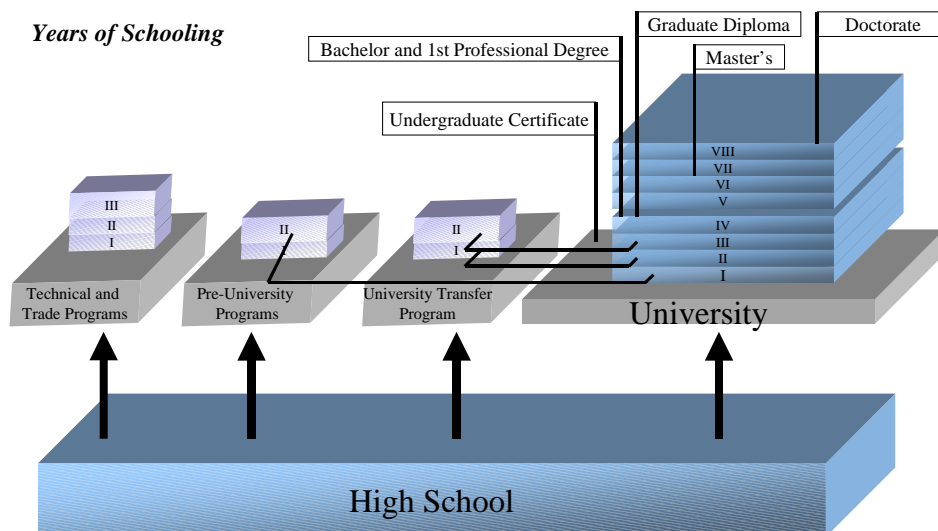 Years of Schooling
Graduate Diploma
Doctorate
Bachelor and 1st Professional Degree
Master's
Undergraduate Certificate
VIII
VII
VI
V
IV
III
II
I
III
II
I
II
I
II
I
Technical and
Trade Programs
Pre-University
Programs
University Transfer
Program
University
High School